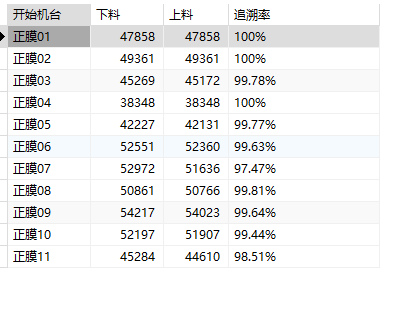 开始机台 下料 上料 追溯率
正膜01 47858 47858 100%
正膜02 49361 49361 100%
正膜03 45269 45172 99.78%
正膜04 38348 38348 100%
正膜05 42227 42131 99.77%
正膜06 52551 52360 99.63%
正膜07 52972 51636 97.47%
正膜08 50861 50766 99.81%
正膜09 54217 54023 99.64%
正膜10 52197 51907 99.44%
正膜11 45284 44610 98.51%